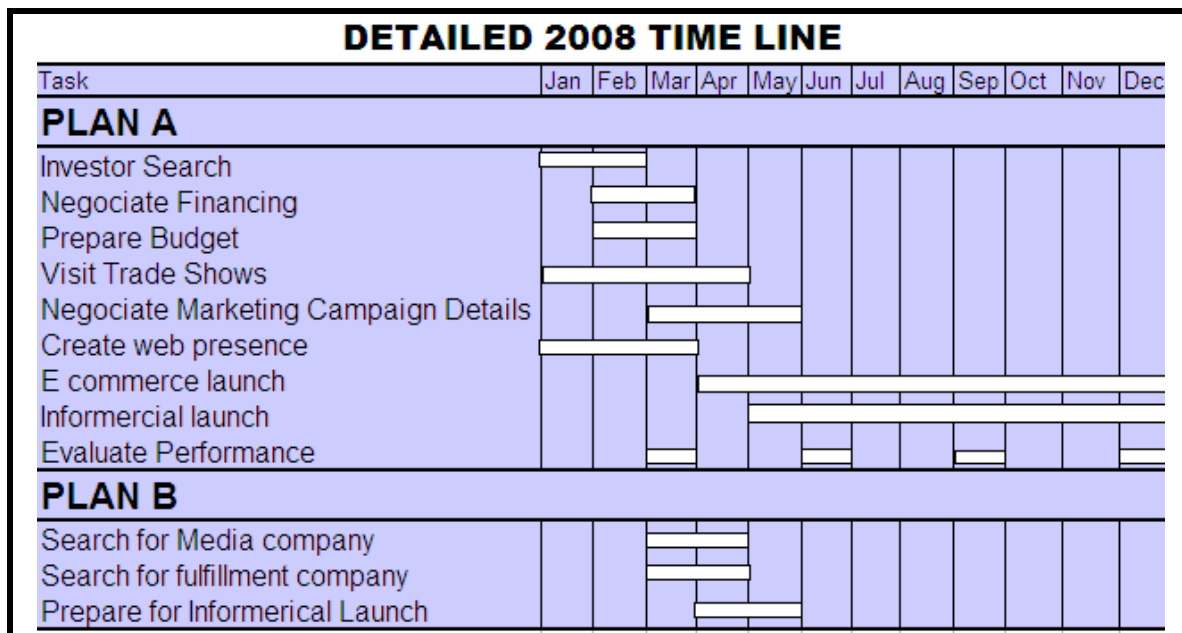 DETAILED 2008 TIME LINE
Task Jan Feb Mar Apr May Jun Jul Aug Sep Oct Nov Dec
PLAN A
Investor Search
Negociate Financing
Prepare Budget
Visit Trade Shows
Negociate Marketing Campaign Details
Create web presence
E commerce launch
Informercial launch
Evaluate Performance
PLAN B
Search for Media company
Search for fulfillment company
Prepare for Informerical Launch